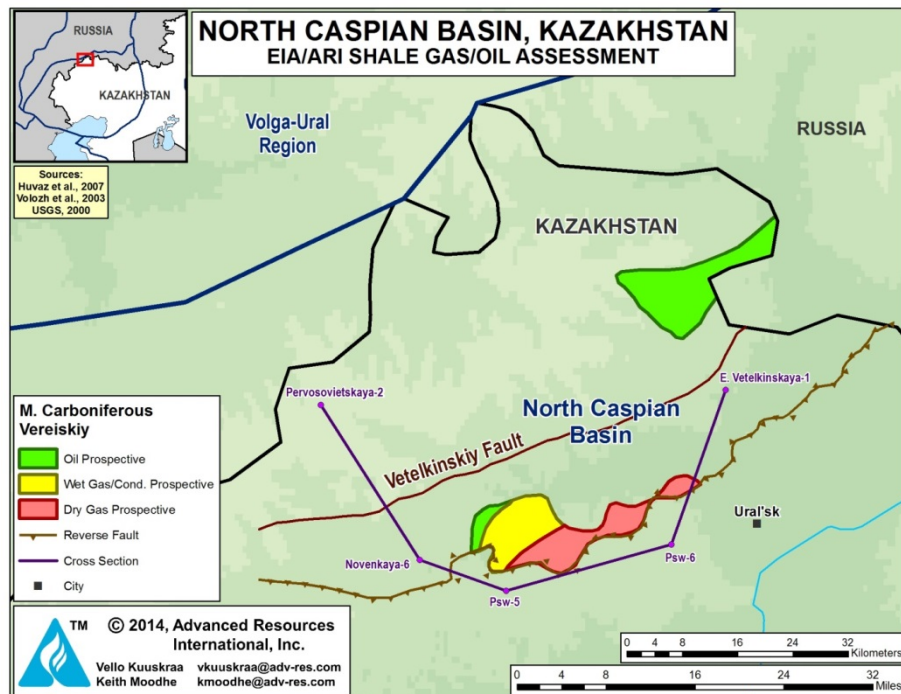 NORTH CASPIAN BASIN, KAZAKHSTAN
EIA/ARI SHALE GAS/OIL ASSESSMENT
RUSSIA
KAZAKHSTAN
Sources:
Huvaz et al., 2007
Volozh et al., 2003
USGS, 2000
Volga-Ural
Region
RUSSIA
KAZAKHSTAN
Pervosovietskaya-2
E. Vetelkinskaya-1
North Caspian
Basin
Vetelkinskiy Fault
Ural'sk
Novenkaya-6
Psw-6
Psw-5
M. Carboniferous
Vereiskiy
Oil Prospective
Wet Gas/Cond. Prospective
Dry Gas Prospective
Reverse Fault
Cross Section
City
TM
© 2014, Advanced Resources
International, Inc.
Vello Kuuskraa vkuuskraa@adv-res.com
Keith Moodhe kmoodhe@adv-res.com
0 4 8 16 24 32
Kilometers
0 4 8 16 24 32
Miles